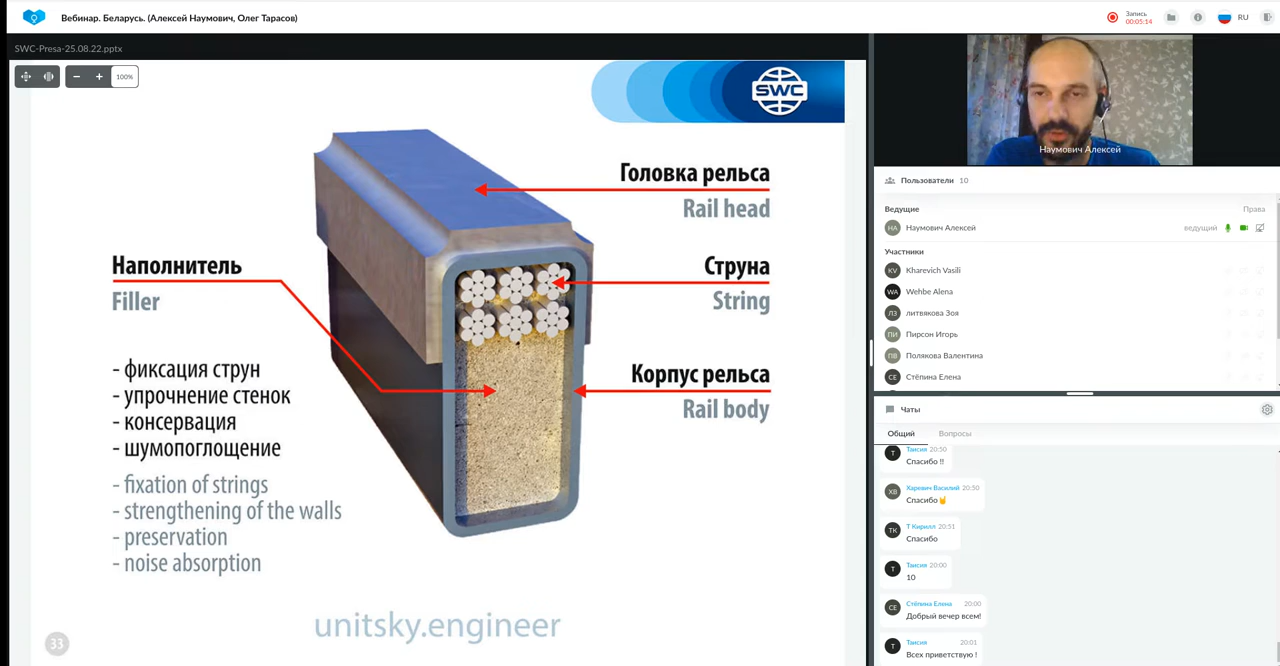 Вебинар. Беларусь. (Алексей Наумович, Олег Тарасов)
Запись
00:05:14
RU
SWC-Presa-25.08.22.pptx
100%
SWC
Головка рельса
Rail head
Наполнитель
Filler
Струна
String
Корпус рельса
Rail body
- фиксация струн
- упрочнение стенок
- консервация
- шумопоглощение
- fixation of strings
- strengthening of the walls
- preservation
- noise absorption
unitsky.engineer
33
Наумович Алексей
Пользователи 10
Ведущие Права
НА Наумович Алексей ведущий
Участники
KV Kharevich Vasili
WA Wehbe Alena
ЛЗ литвякова Зоя
ПИ Пирсон Игорь
ПВ Полякова Валентина
СЕ Стёпина Елена
Чаты
Общий Вопросы
Т Таисия 20:50
Спасибо !!
ХВ Харевич Василий 20:50
Спасибо🤘
ТК Т Кирилл 20:51
Спасибо
Т Таисия 20:00
10
СЕ Стёпина Елена 20:00
Добрый вечер всем!
Т Таисия 20:01
Всех приветствую !